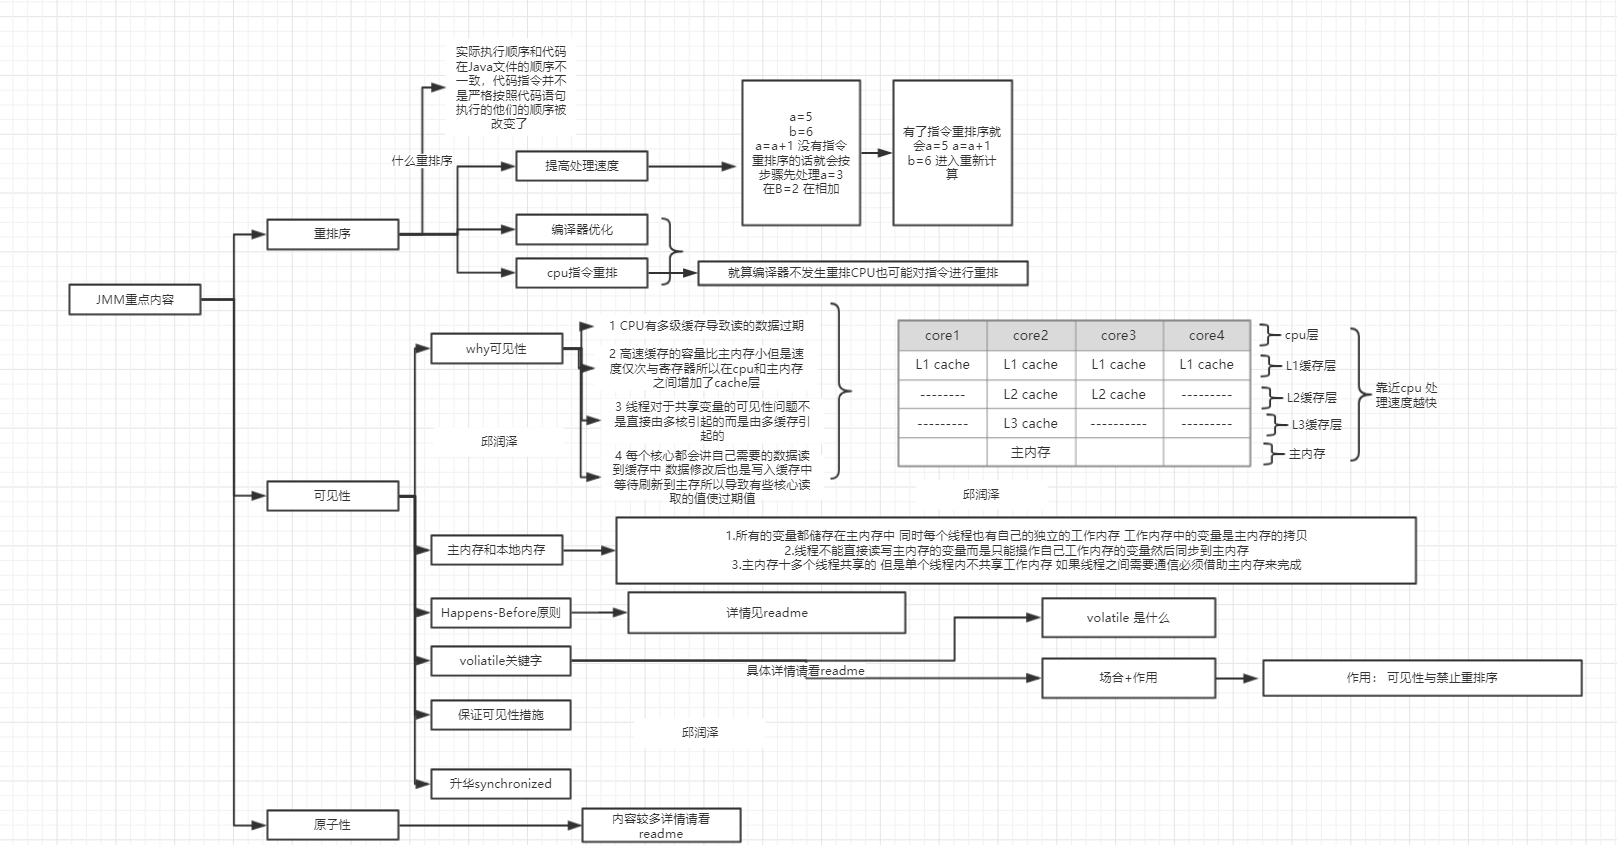 实际执行顺序和代码
在Java文件的顺序不
一致，代码指令并不
是严格按照代码语句
执行的他们的顺序被
改变了
什么重排序
提高处理速度
a=5
b=6
a=a+1 没有指令
重排序的话就会按
步骤先处理a=3
在B=2 在相加
有了指令重排序就
会a=5 a=a+1
b=6 进入重新计
算
重排序
编译器优化
cpu指令重排
就算编译器不发生重排CPU也可能对指令进行重排
JMM重点内容
why可见性
1 CPU有多级缓存导致读的数据过期
2 高速缓存的容量比主内存小但是速
度仅次与寄存器所以在cpu和主内存
之间增加了cache层
3 线程对于共享变量的可见性问题不
是直接由多核引起的而是由多缓存引
起的
4 每个核心都会讲自己需要的数据读
到缓存中 数据修改后也是写入缓存中
等待刷新到主存所以导致有些核心读
取的值使过期值
core1 core2 core3 core4
L1 cache L1 cache L1 cache L1 cache
-------- L2 cache L2 cache ---------
--------- L3 cache ---------- ---------
主内存
cpu层
L1缓存层
L2缓存层
L3缓存层
主内存
靠近cpu 处
理速度越快
邱润泽
邱润泽
可见性
主内存和本地内存
1.所有的变量都储存在主内存中 同时每个线程也有自己的独立的工作内存 工作内存中的变量是主内存的拷贝
2.线程不能直接读写主内存的变量而是只能操作自己工作内存的变量然后同步到主内存
3.主内存十多个线程共享的 但是单个线程内不共享工作内存 如果线程之间需要通信必须借助主内存来完成
Happens-Before原则
详情见readme
voliatile关键字
具体详情请看readme
volatile 是什么
场合+作用
作用： 可见性与禁止重排序
保证可见性措施
邱润泽
升华synchronized
原子性
内容较多详情请看
readme